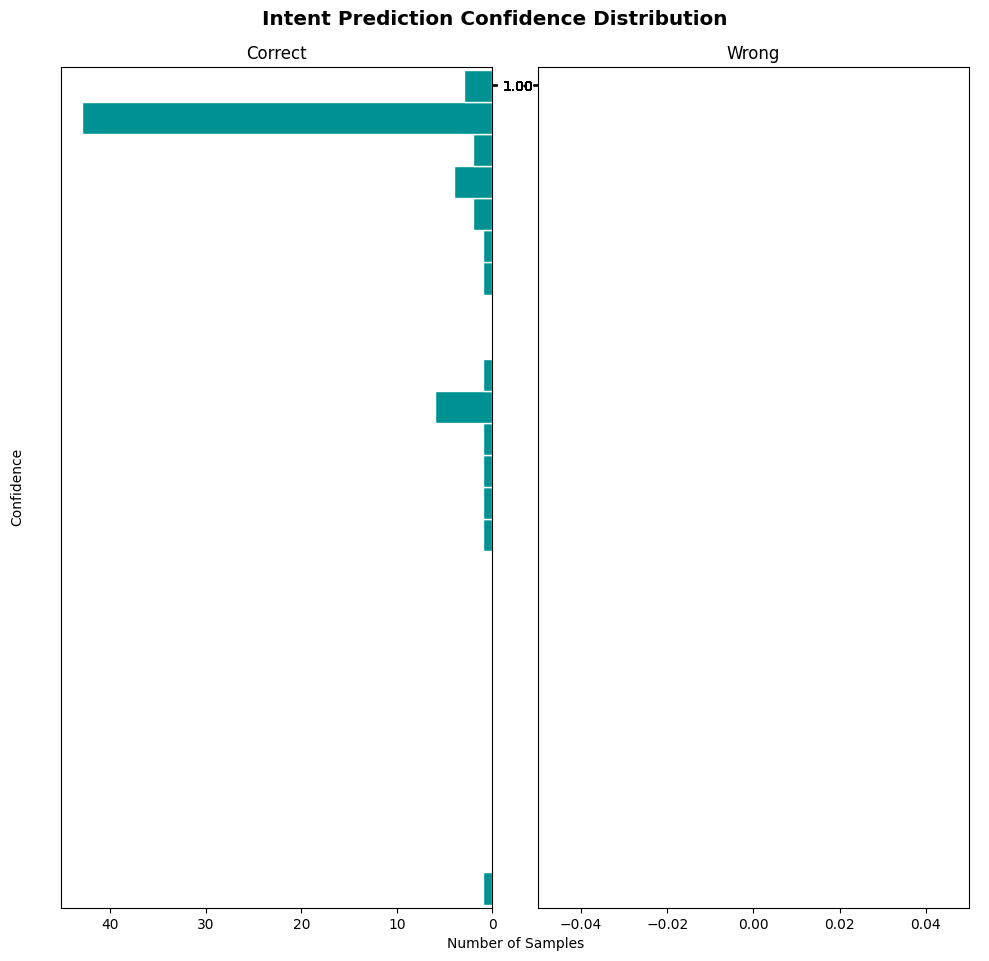 Intent Prediction Confidence Distribution
Correct
Wrong
1.00
Confidence
40 30 20 10 0
−0.04 −0.02 0.00 0.02 0.04
Number of Samples